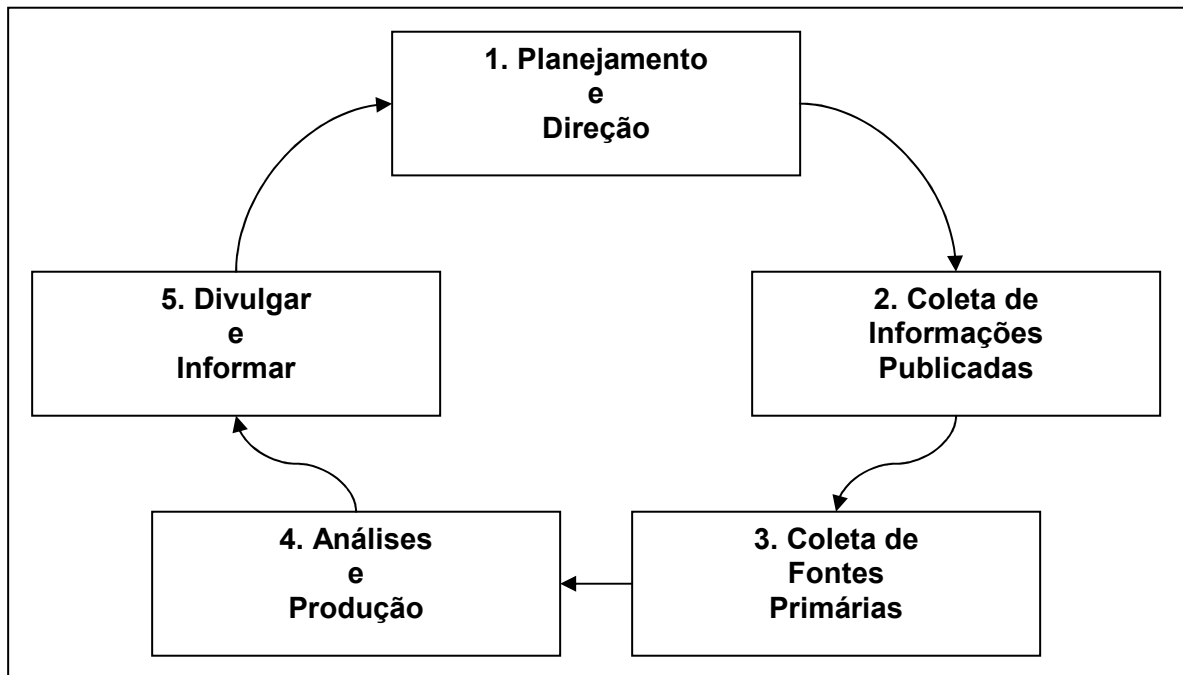 1. Planejamento
e
Direção
2. Coleta de
Informações
Publicadas
3. Coleta de
Fontes
Primárias
4. Análises
e
Produção
5. Divulgar
e
Informar